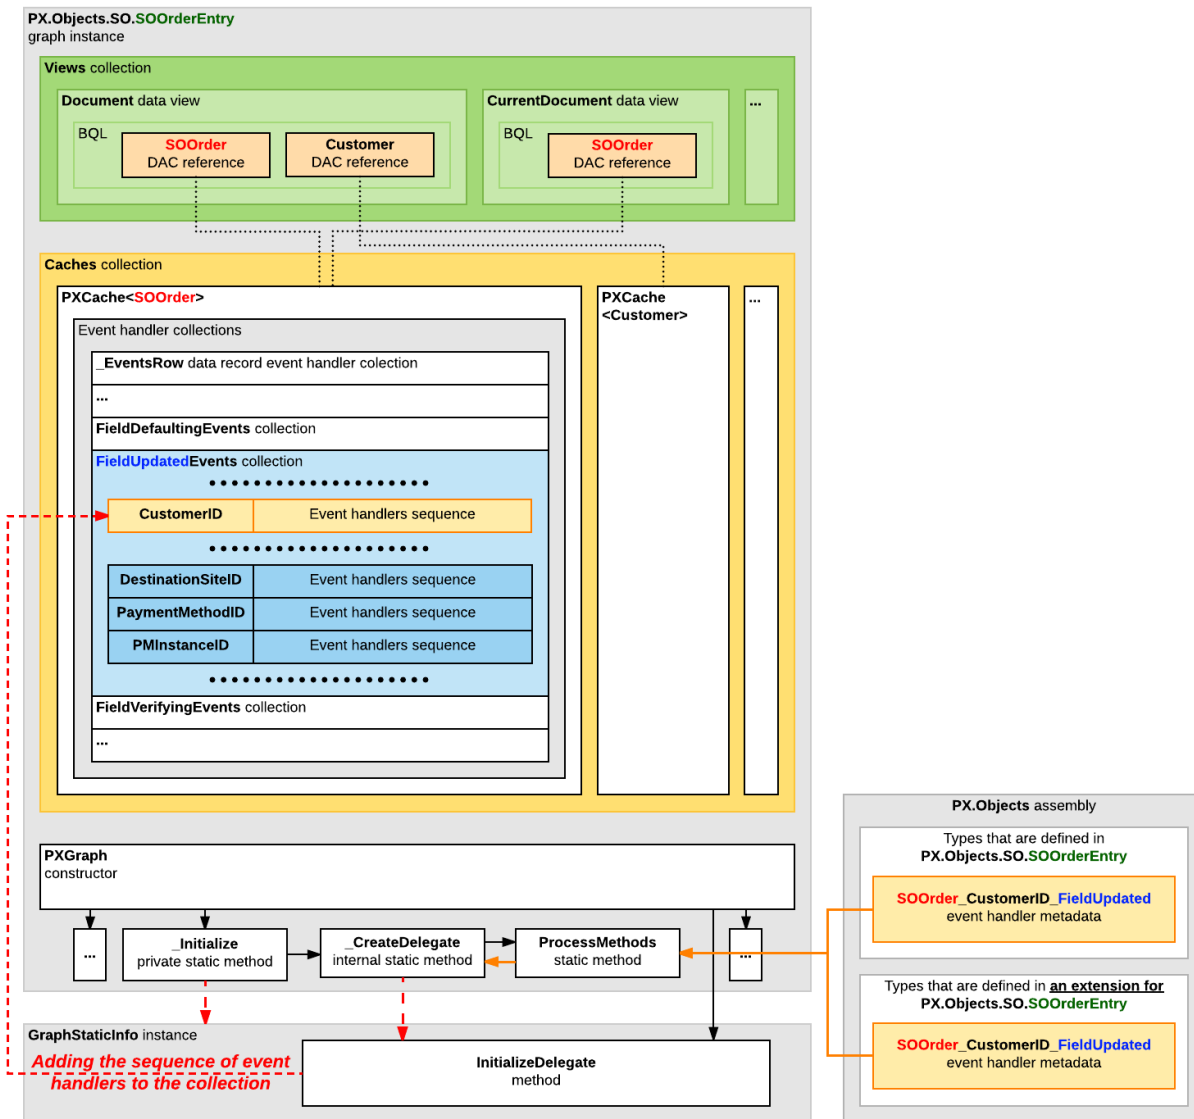 PX.Objects.SO.SOOrderEntry
graph instance
Views collection
Document data view
BQL
SOOrder
DAC reference
Customer
DAC reference
CurrentDocument data view
BQL
SOOrder
DAC reference
...
Caches collection
PXCache<SOOrder>
Event handler collections
_EventsRow data record event handler colection
...
FieldDefaultingEvents collection
FieldUpdatedEvents collection
CustomerID Event handlers sequence
DestinationSiteID Event handlers sequence
PaymentMethodID Event handlers sequence
PMInstanceID Event handlers sequence
FieldVerifyingEvents collection
...
PXCache
<Customer>
...
PXGraph
constructor
...
_Initialize
private static method
_CreateDelegate
internal static method
ProcessMethods
static method
...
GraphStaticInfo instance
Adding the sequence of event
handlers to the collection
InitializeDelegate
method
PX.Objects assembly
Types that are defined in
PX.Objects.SO.SOOrderEntry
SOOrder_CustomerID_FieldUpdated
event handler metadata
Types that are defined in an extension for
PX.Objects.SO.SOOrderEntry
SOOrder_CustomerID_FieldUpdated
event handler metadata